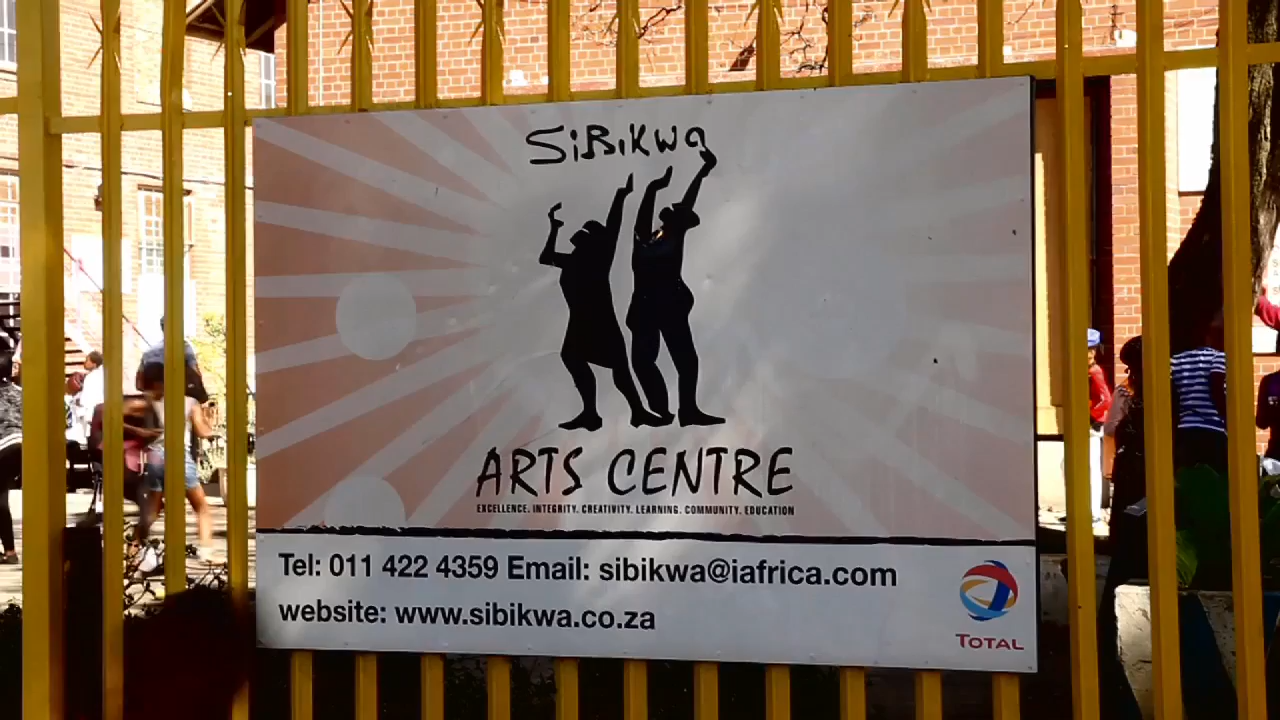 SiBiKwa
ARTS CENTRE
EXCELLENCE. INTEGRITY. CREATIVITY. LEARNING. COMMUNITY. EDUCATION
Tel: 011 422 4359 Email: sibikwa@iafrica.com
website: www.sibikwa.co.za
TOTAL